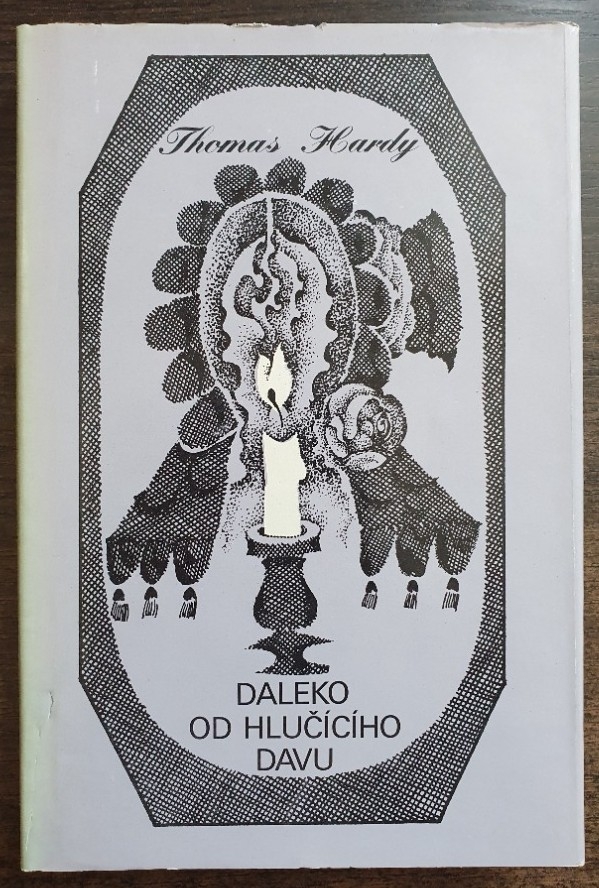 Thomas Hardy
DALEKO
OD HLUČÍCÍHO
DAVU